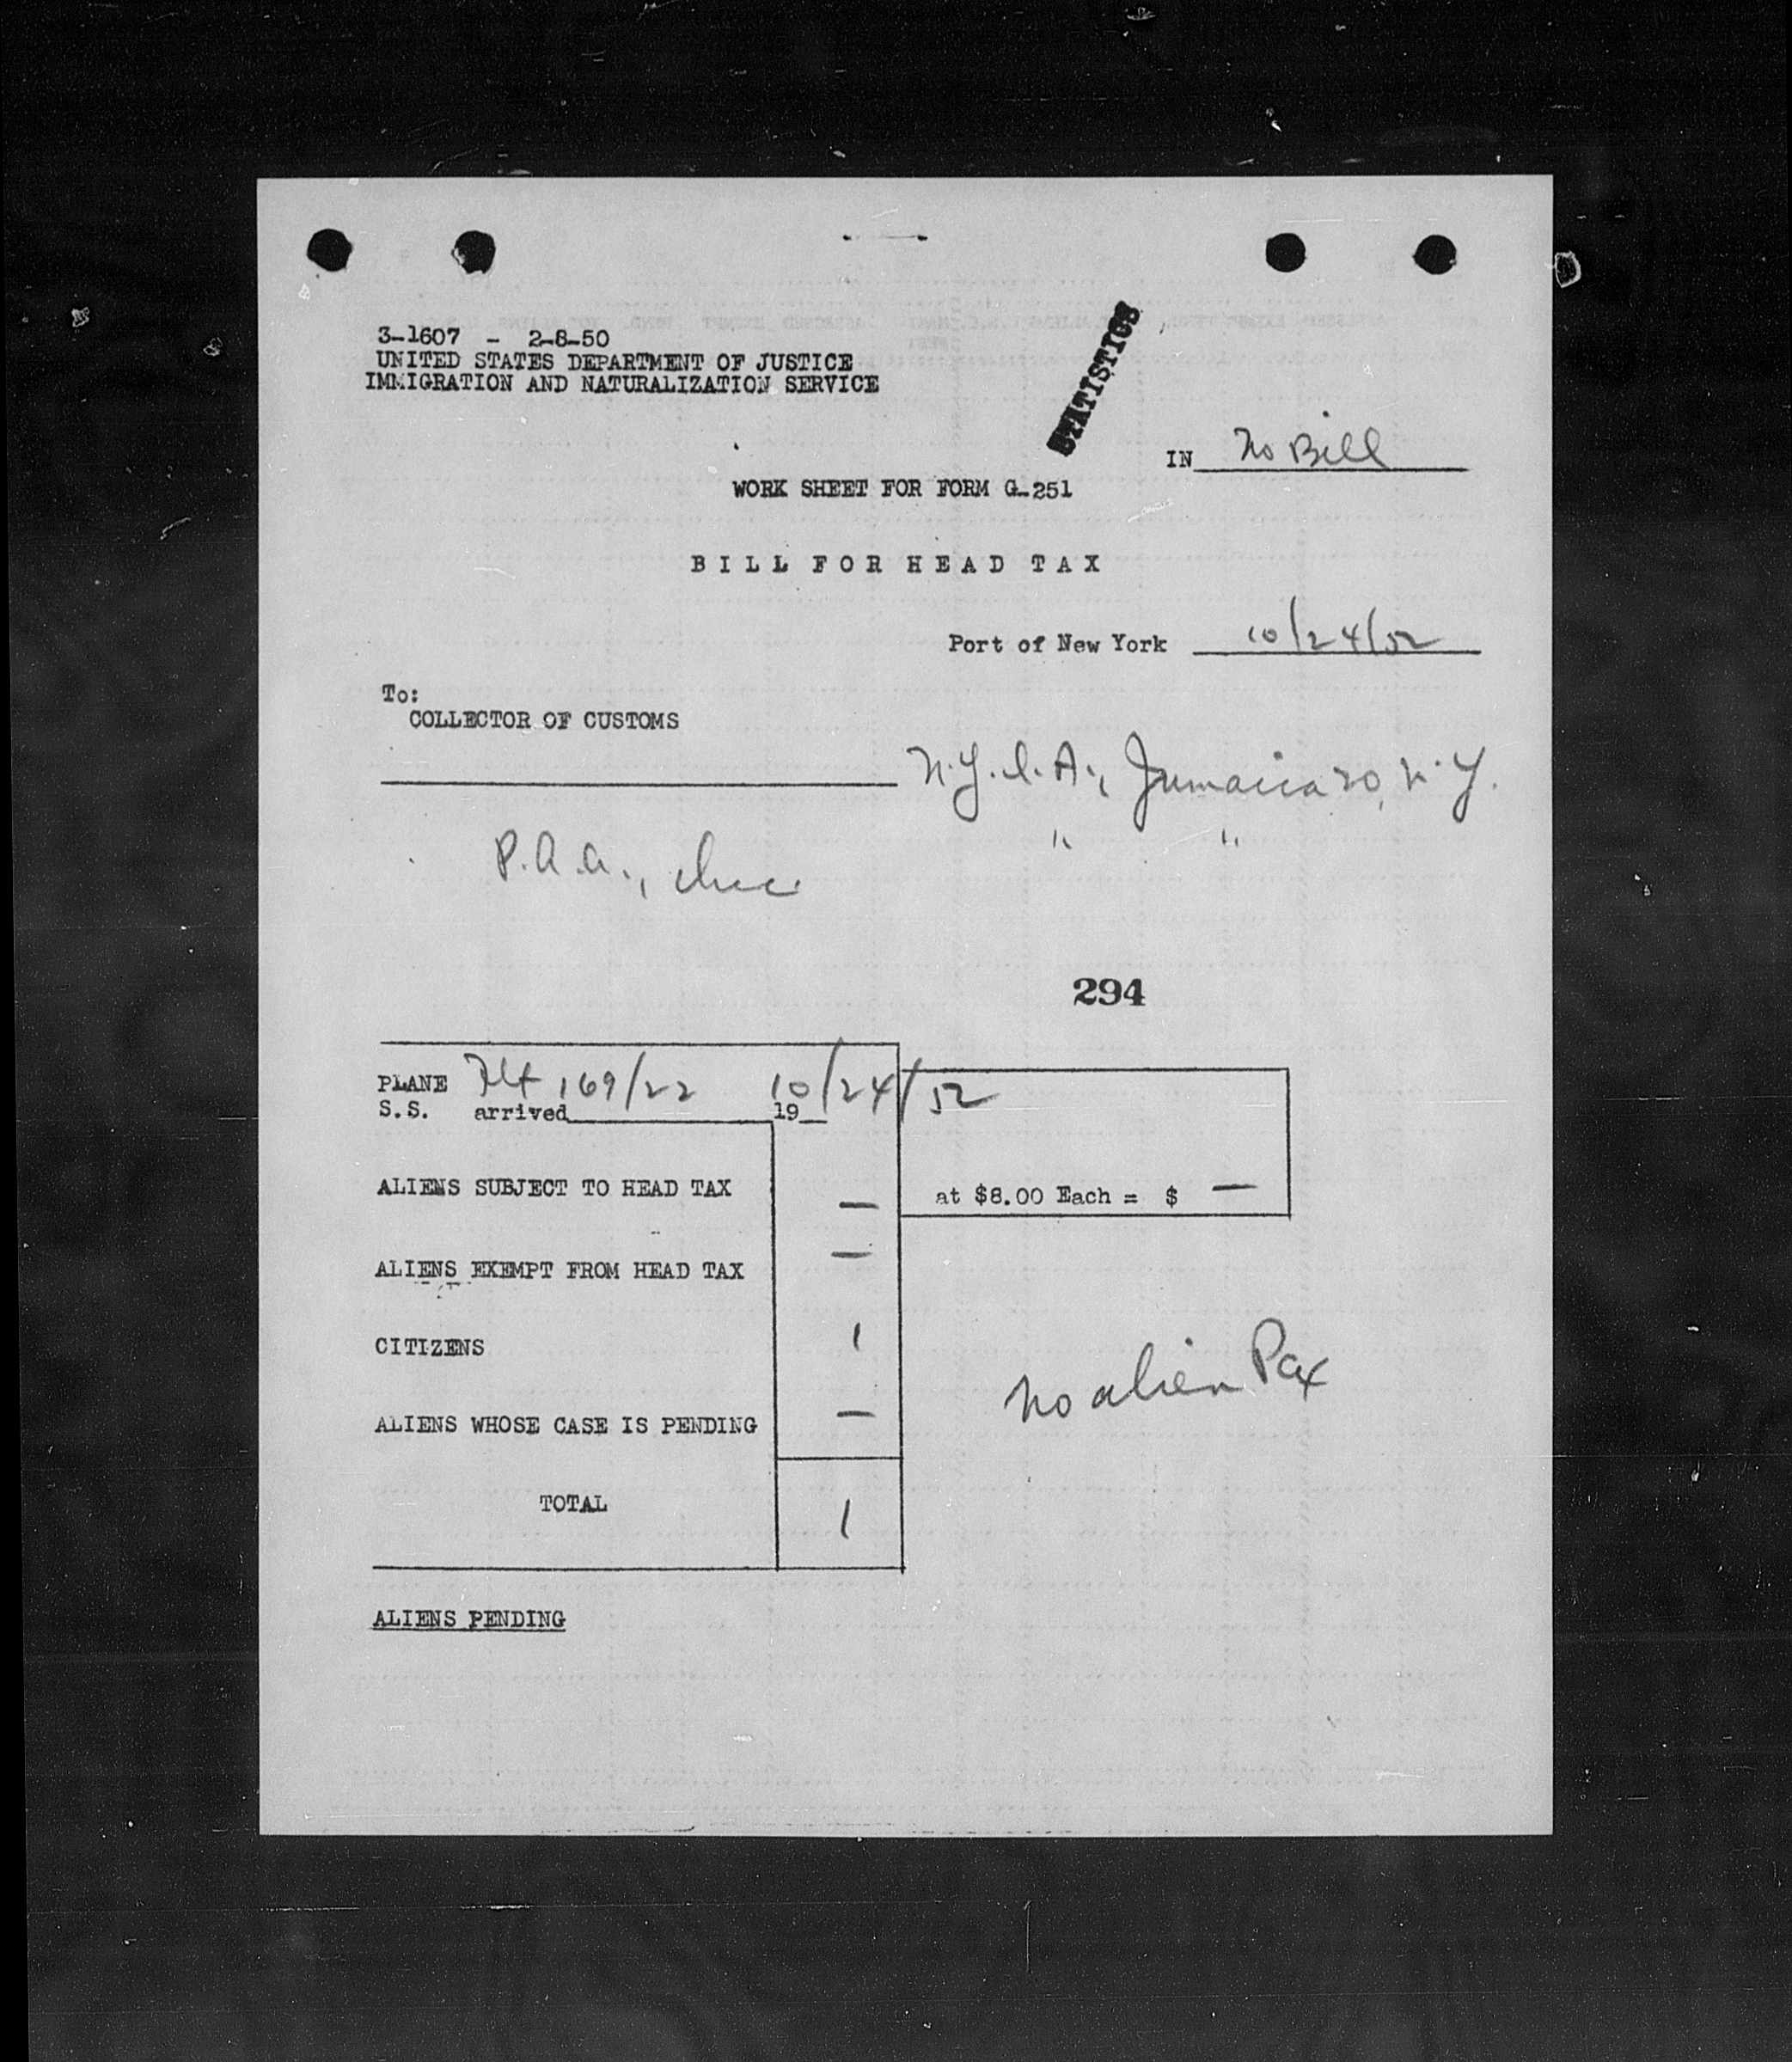 3-1607 - 2-8-50
UNITED STATES DEPARTMENT OF JUSTICE
IMMIGRATION AND NATURALIZATION SERVICE
STATISTICS
IN No Bill
WORK SHEET FOR FORM G-251
BILL FOR HEAD TAX
Port of New York 10/24/52
To:
COLLECTOR OF CUSTOMS
N.Y.I.A., Jamaica 30, N.Y.
P.A.A., Inc. " "
294
PLANE Flt 169/22 10/24/52
S.S. arrived 19
ALIENS SUBJECT TO HEAD TAX — at $8.00 Each = $ —
ALIENS EXEMPT FROM HEAD TAX —
CITIZENS 1
ALIENS WHOSE CASE IS PENDING —
No alien Pax
TOTAL 1
ALIENS PENDING